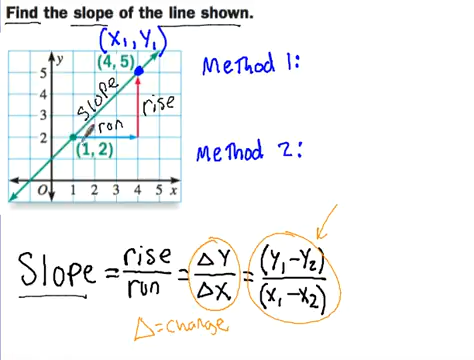 Find the slope of the line shown.
(X₁, Y₁)
(4, 5)
y
5
4
3
2
Slope
run
rise
(1, 2)
O 1 2 3 4 5 x
Method 1:
Method 2:
Slope = rise/run = ΔY/ΔX = (Y₁-Y₂)/(X₁-X₂)
Δ=change